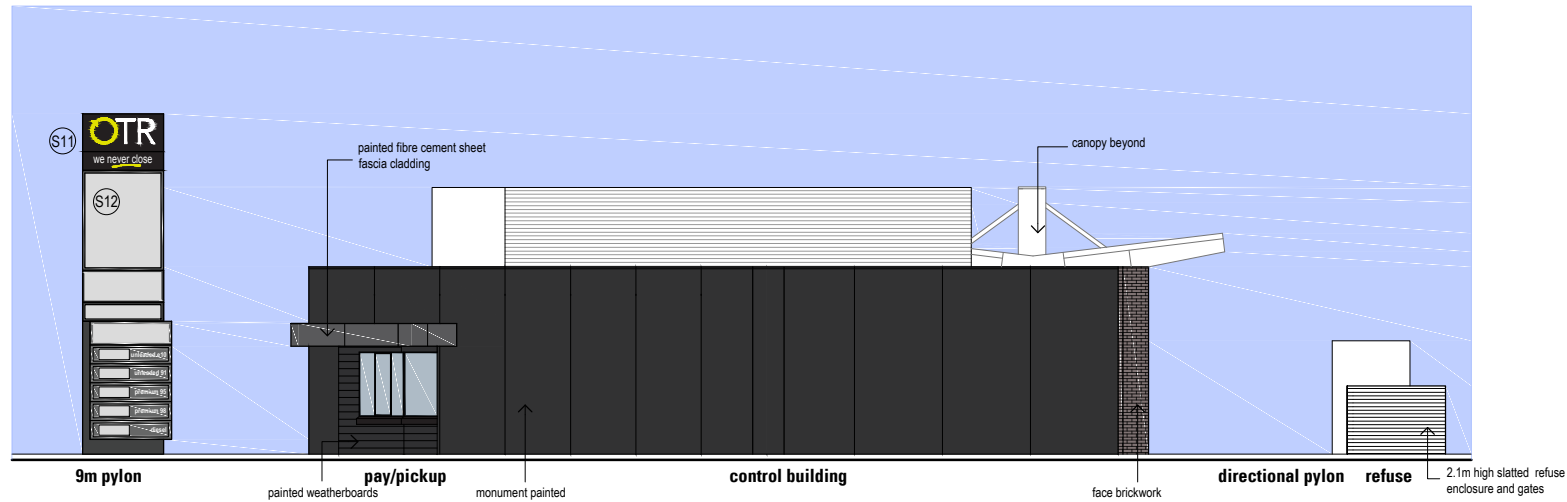 OTR
we never close
S11
S12
painted fibre cement sheet
fascia cladding
canopy beyond
unleaded e10
unleaded 91
premium 95
premium 98
diesel
9m pylon
pay/pickup
control building
directional pylon
refuse
painted weatherboards
monument painted
face brickwork
2.1m high slatted refuse
enclosure and gates